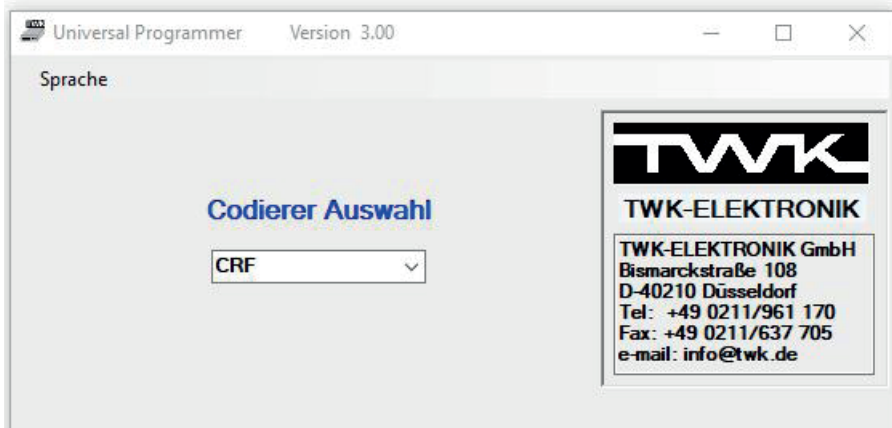 Universal Programmer Version 3.00
Sprache
Codierer Auswahl
CRF
TWK
TWK-ELEKTRONIK
TWK-ELEKTRONIK GmbH
Bismarckstraße 108
D-40210 Düsseldorf
Tel: +49 0211/961 170
Fax: +49 0211/637 705
e-mail: info@twk.de